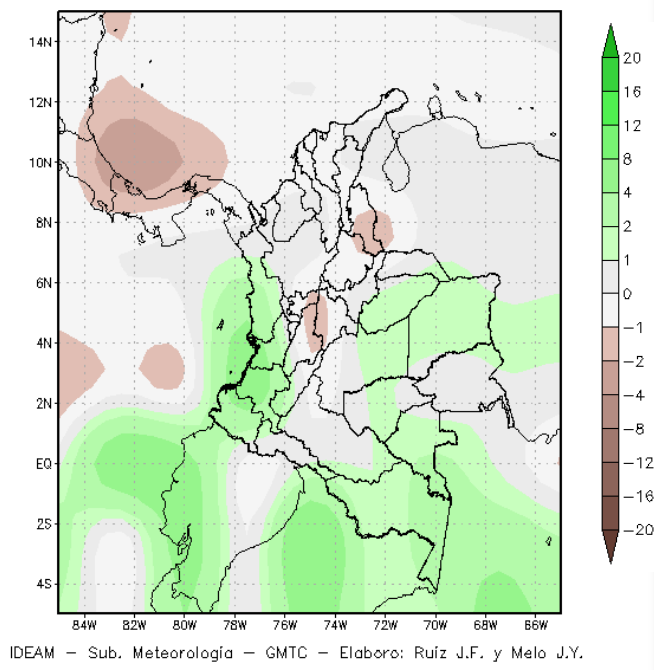 14N
12N
10N
8N
6N
4N
2N
EQ
2S
4S
84W 82W 80W 78W 76W 74W 72W 70W 68W 66W
20
16
12
8
4
2
1
0
−1
−2
−4
−8
−12
−16
−20
IDEAM − Sub. Meteorologia − GMTC − Elaboro: Ruiz J.F. y Melo J.Y.